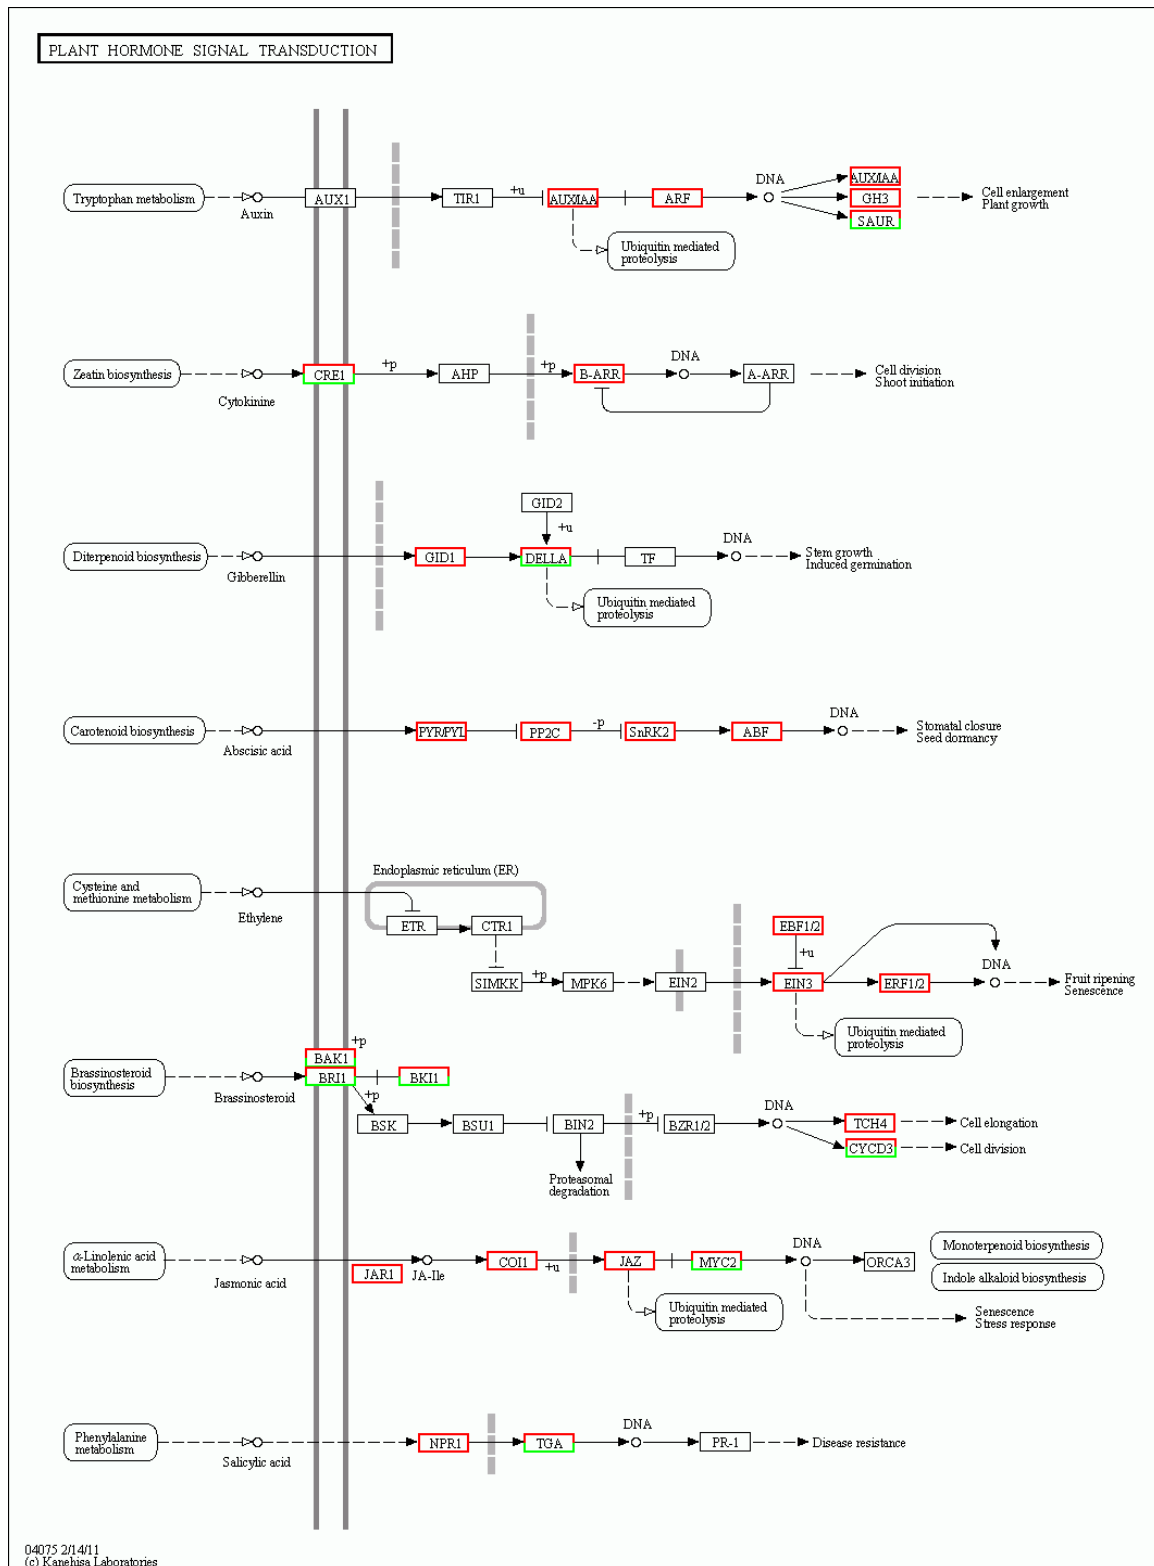 PLANT HORMONE SIGNAL TRANSDUCTION
Tryptophan metabolism
Auxin
AUX1
TIR1
+u
AUX/IAA
ARF
DNA
AUX/IAA
GH3
SAUR
Cell enlargement
Plant growth
Ubiquitin mediated
proteolysis
Zeatin biosynthesis
Cytokinine
CRE1
+p
AHP
+p
B-ARR
DNA
A-ARR
Cell division
Shoot initiation
GID2
+u
Diterpenoid biosynthesis
Gibberellin
GID1
DELLA
TF
DNA
Stem growth
Induced germination
Ubiquitin mediated
proteolysis
Carotenoid biosynthesis
Abscisic acid
PYR/PYL
PP2C
-p
SnRK2
ABF
DNA
Stomatal closure
Seed dormancy
Endoplasmic reticulum (ER)
Cysteine and
methionine metabolism
Ethylene
ETR
CTR1
SIMKK
+p
MPK6
EIN2
EBF1/2
+u
EIN3
ERF1/2
DNA
Fruit ripening
Senescence
Ubiquitin mediated
proteolysis
Brassinosteroid
biosynthesis
Brassinosteroid
BAK1
+p
BRI1
BKI1
+p
BSK
BSU1
BIN2
+p
BZR1/2
DNA
TCH4
Cell elongation
CYCD3
Cell division
Proteasomal
degradation
α-Linolenic acid
metabolism
Jasmonic acid
JAR1
JA-Ile
COI1
+u
JAZ
MYC2
DNA
ORCA3
Monoterpenoid biosynthesis
Indole alkaloid biosynthesis
Ubiquitin mediated
proteolysis
Senescence
Stress response
Phenylalanine
metabolism
Salicylic acid
NPR1
TGA
DNA
PR-1
Disease resistance
04075 2/14/11
(c) Kanehisa Laboratories